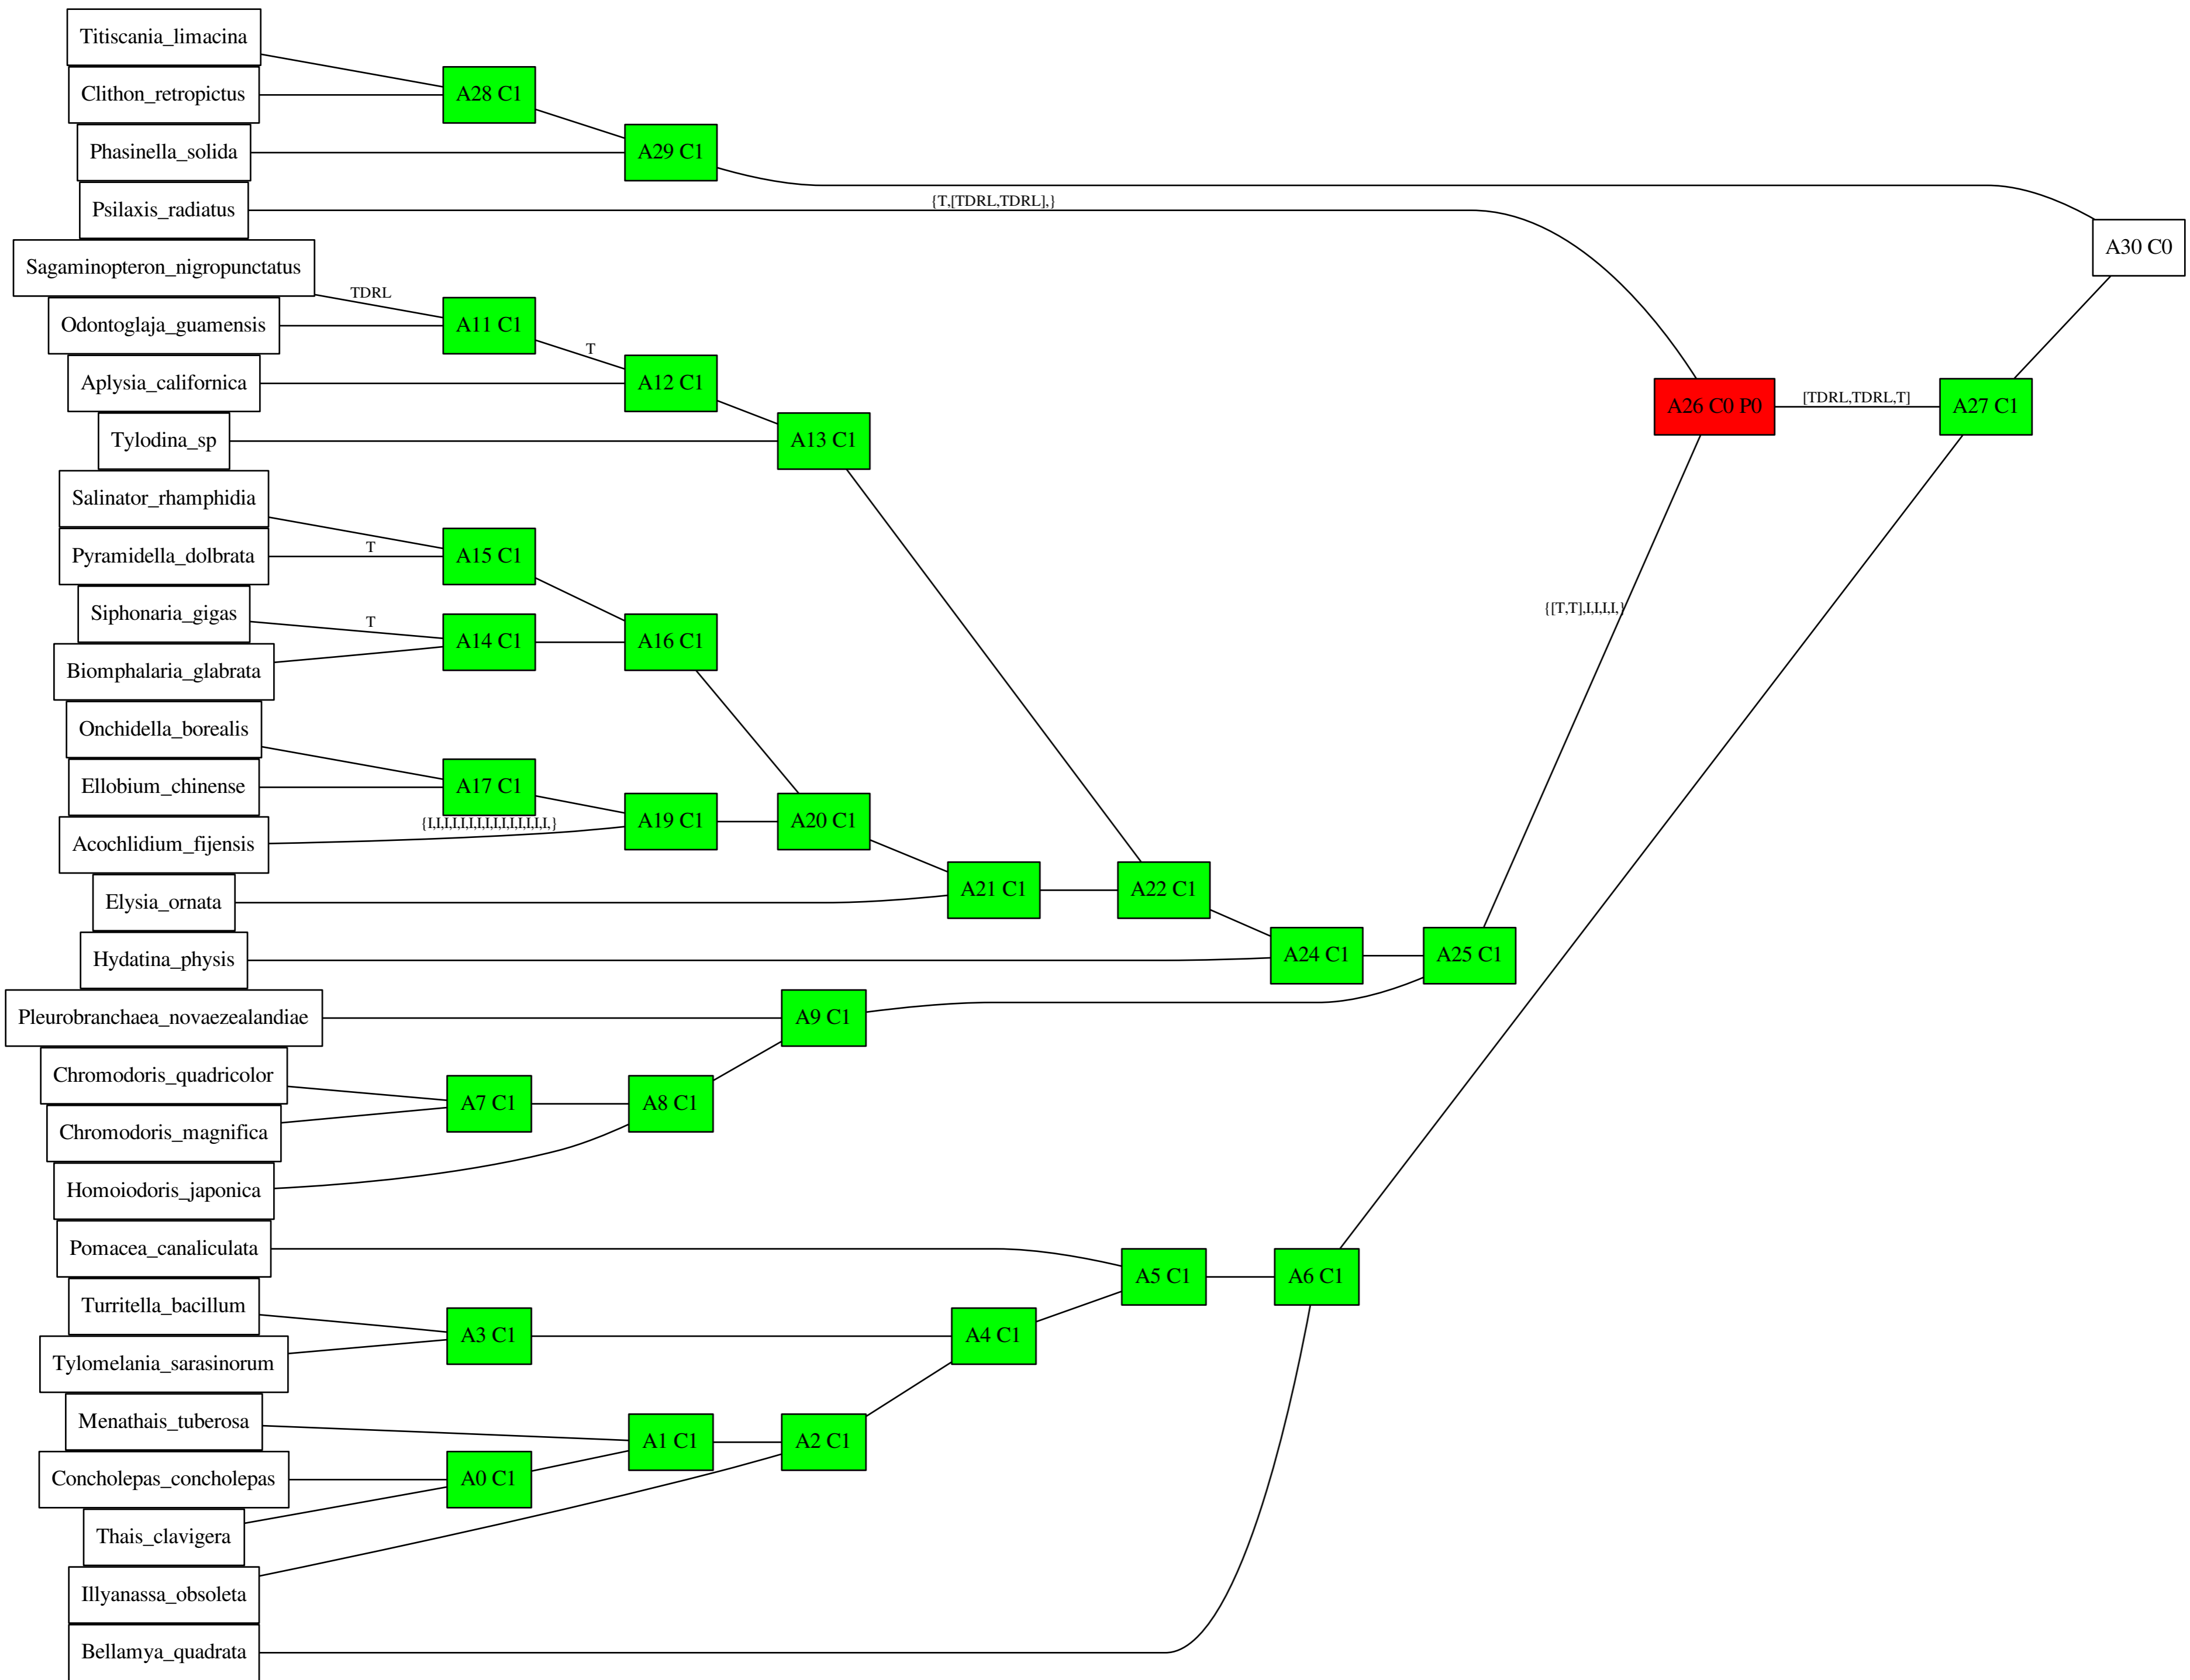 Titiscania_limacina
Clithon_retropictus
A28 C1
Phasinella_solida
A29 C1
Psilaxis_radiatus
{T,[TDRL,TDRL],}
A30 C0
Sagaminopteron_nigropunctatus
TDRL
Odontoglaja_guamensis
A11 C1
T
Aplysia_californica
A12 C1
A26 C0 P0
[TDRL,TDRL,T]
A27 C1
Tylodina_sp
A13 C1
Salinator_rhamphidia
Pyramidella_dolbrata
T
A15 C1
Siphonaria_gigas
T
{[T,T],I,I,I,I,}
A14 C1
A16 C1
Biomphalaria_glabrata
Onchidella_borealis
Ellobium_chinense
A17 C1
A19 C1
A20 C1
Acochlidium_fijensis
Elysia_ornata
A21 C1
A22 C1
Hydatina_physis
A24 C1
A25 C1
Pleurobranchaea_novaezealandiae
A9 C1
Chromodoris_quadricolor
A7 C1
A8 C1
Chromodoris_magnifica
Homoiodoris_japonica
Pomacea_canaliculata
A5 C1
A6 C1
Turritella_bacillum
A3 C1
A4 C1
Tylomelania_sarasinorum
Menathais_tuberosa
A1 C1
A2 C1
Concholepas_concholepas
A0 C1
Thais_clavigera
Illyanassa_obsoleta
Bellamya_quadrata